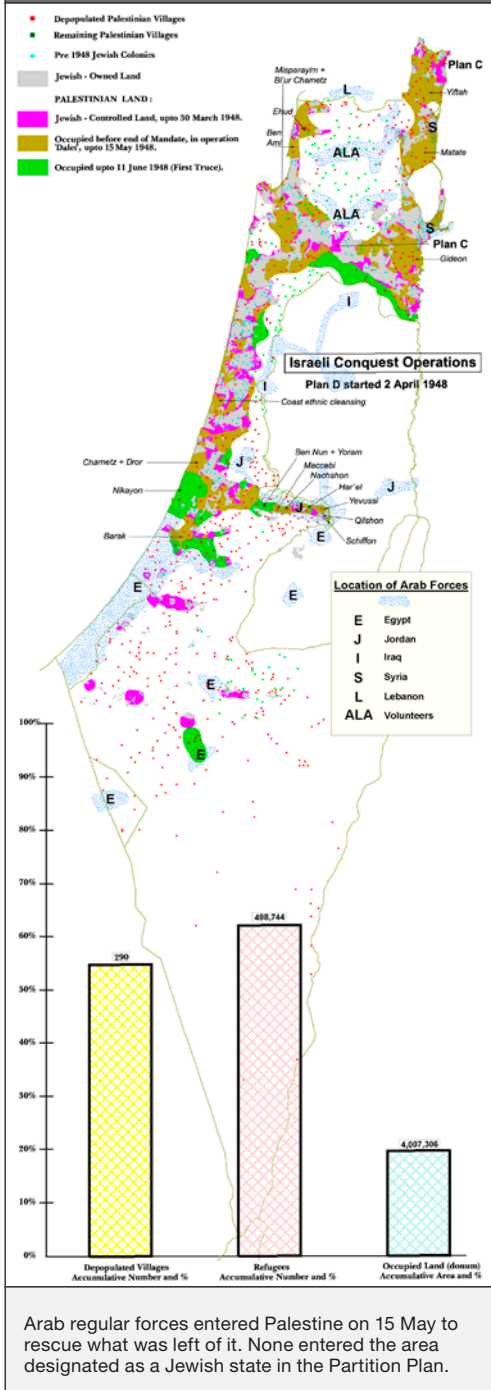 Depopulated Palestinian Villages
Remaining Palestinian Villages
Pre 1948 Jewish Colonies
Jewish - Owned Land
PALESTINIAN LAND :
Jewish - Controlled Land, upto 30 March 1948.
Occupied before end of Mandate, in operation
'Dalet', upto 15 May 1948.
Occupied upto 11 June 1948 (First Truce).
Misparayim +
Bi'ur Chametz
L
Plan C
Yiftah
Ehud
Ben
Ami
ALA
S
Matate
ALA
S
Plan C
Gideon
I
Israeli Conquest Operations
Plan D started 2 April 1948
I
Coast ethnic cleansing
Chametz + Dror
J
Ben Nun + Yoram
Maccabi
Nachshon
Har'el
J
Nikayon
J
Yevussi
Qilshon
Barak
E
Schiffon
E
E
Location of Arab Forces
E Egypt
J Jordan
I Iraq
S Syria
L Lebanon
ALA Volunteers
E
E
E
100%
90%
80%
70%
60%
50%
40%
30%
20%
10%
0%
290
498,744
4,007,306
Depopulated Villages
Accumulative Number and %
Refugees
Accumulative Number and %
Occupied Land (donum)
Accumulative Area and %
Arab regular forces entered Palestine on 15 May to
rescue what was left of it. None entered the area
designated as a Jewish state in the Partition Plan.